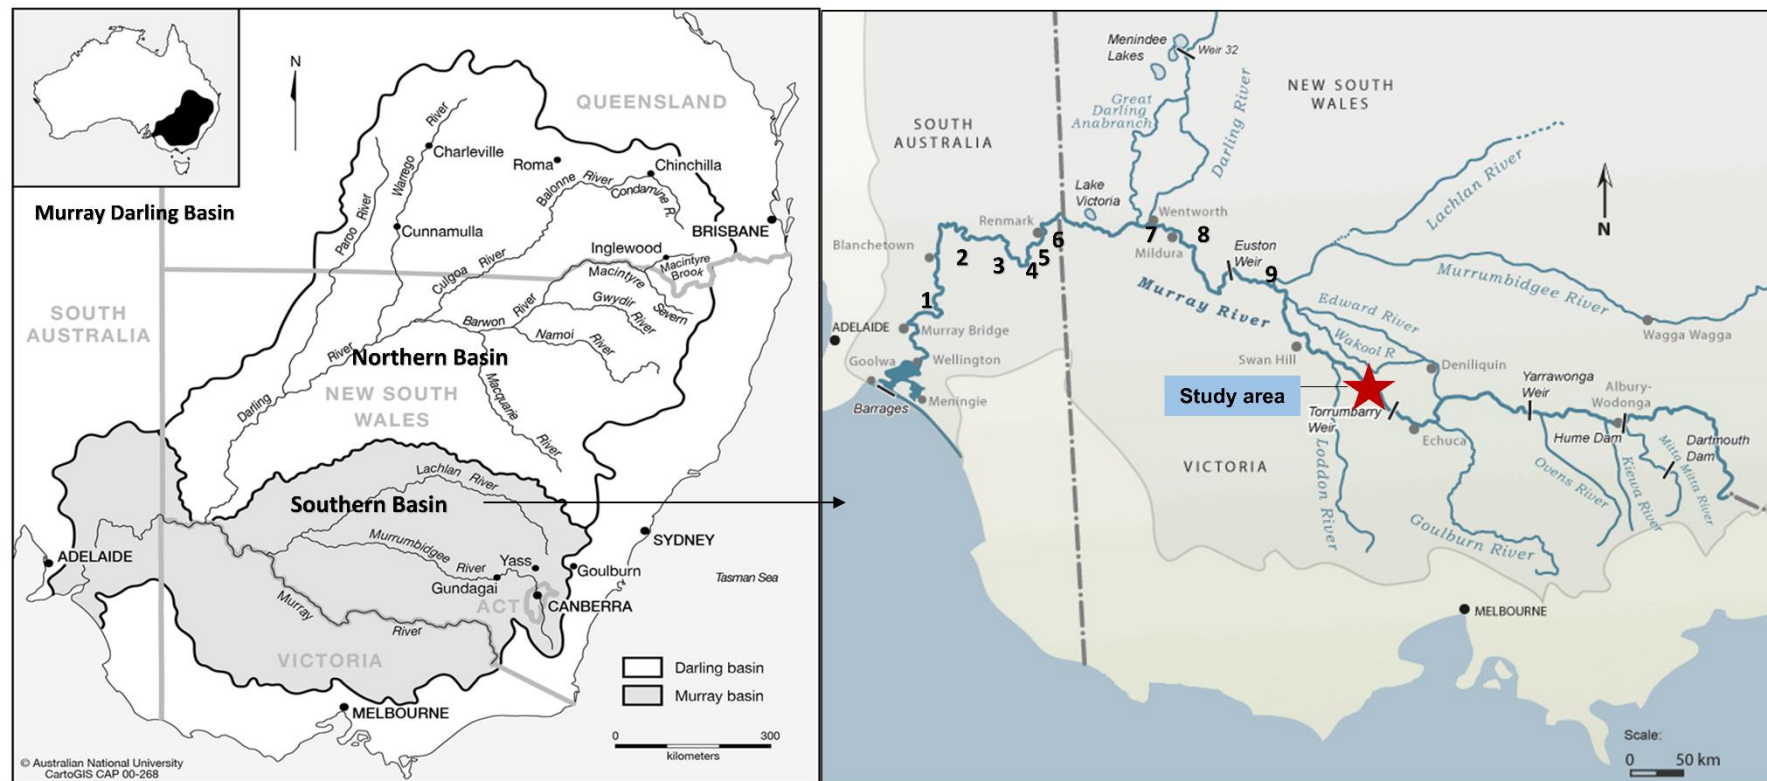 Murray Darling Basin
N
QUEENSLAND
Charleville
Roma
Chinchilla
Warrego
River
Paroo River
Balonne River
Condamine R.
Cunnamulla
BRISBANE
Inglewood
Macintyre
Brook
Macintyre
Culgoa River
Gwydir
River
Severn
SOUTH
AUSTRALIA
Barwon River
Namoi River
Northern Basin
NEW SOUTH
WALES
Darling River
Macquarie
River
Lachlan
River
Southern Basin
Murrumbidgee
River
Yass
Gundagai
Goulburn
SYDNEY
Tasman Sea
ADELAIDE
ACT
CANBERRA
Murray
River
VICTORIA
Darling basin
Murray basin
MELBOURNE
0 300
kilometers
© Australian National University
CartoGIS CAP 00-268
Menindee
Lakes
Weir 32
NEW SOUTH
WALES
Great
Darling
Anabranch
Darling River
SOUTH
AUSTRALIA
Lachlan River
Lake
Victoria
N
Renmark
Wentworth
Blanchetown
6
7
8
2
3
4
5
Mildura
Euston
Weir
9
1
Murrumbidgee
River
Murray River
Edward River
Wakool R
ADELAIDE
Murray Bridge
Wagga Wagga
Goolwa
Wellington
Swan Hill
Deniliquin
Barrages
Meningie
Study area
Torrumbarry
Weir
Yarrawonga
Weir
Albury-
Wodonga
Echuca
Hume Dam
Dartmouth
Dam
VICTORIA
Loddon River
Goulburn River
Ovens River
Kiewa River
Mitta Mitta River
MELBOURNE
Scale:
0 50 km